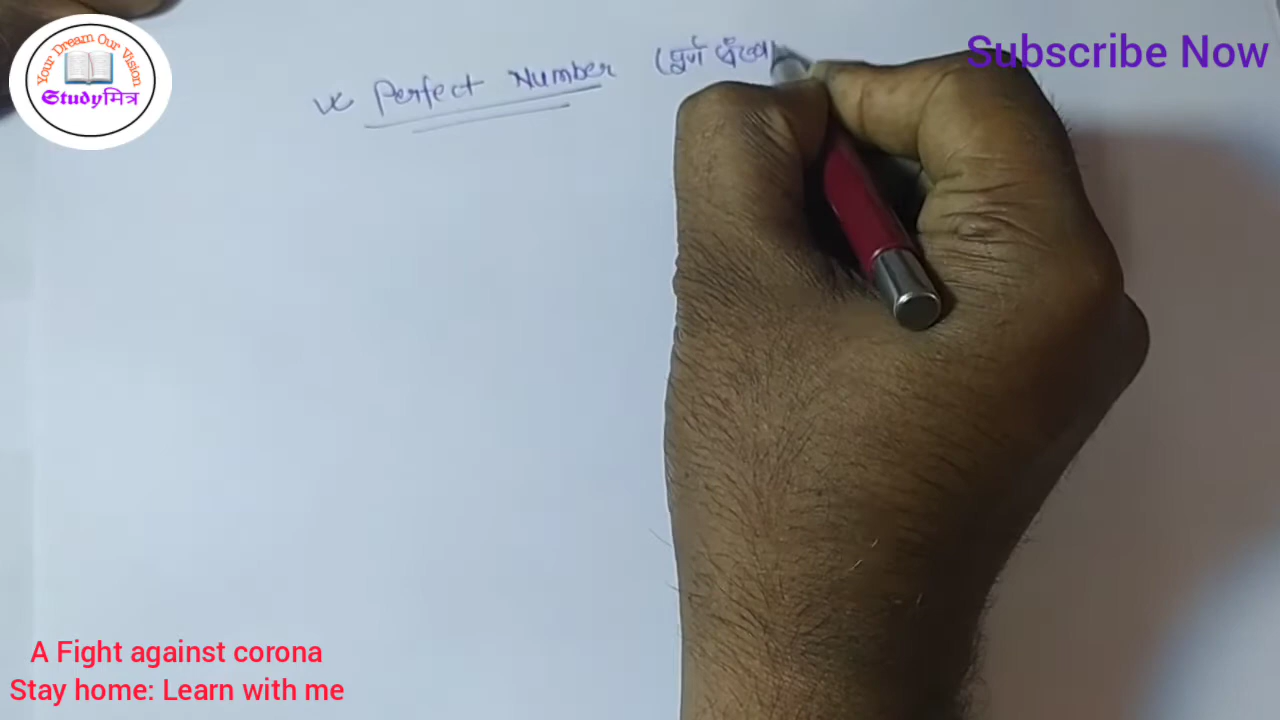 Your Dream Our Vision
Studyमित्र
Subscribe Now
Perfect Number (पूर्ण संख्या
A Fight against corona
Stay home: Learn with me